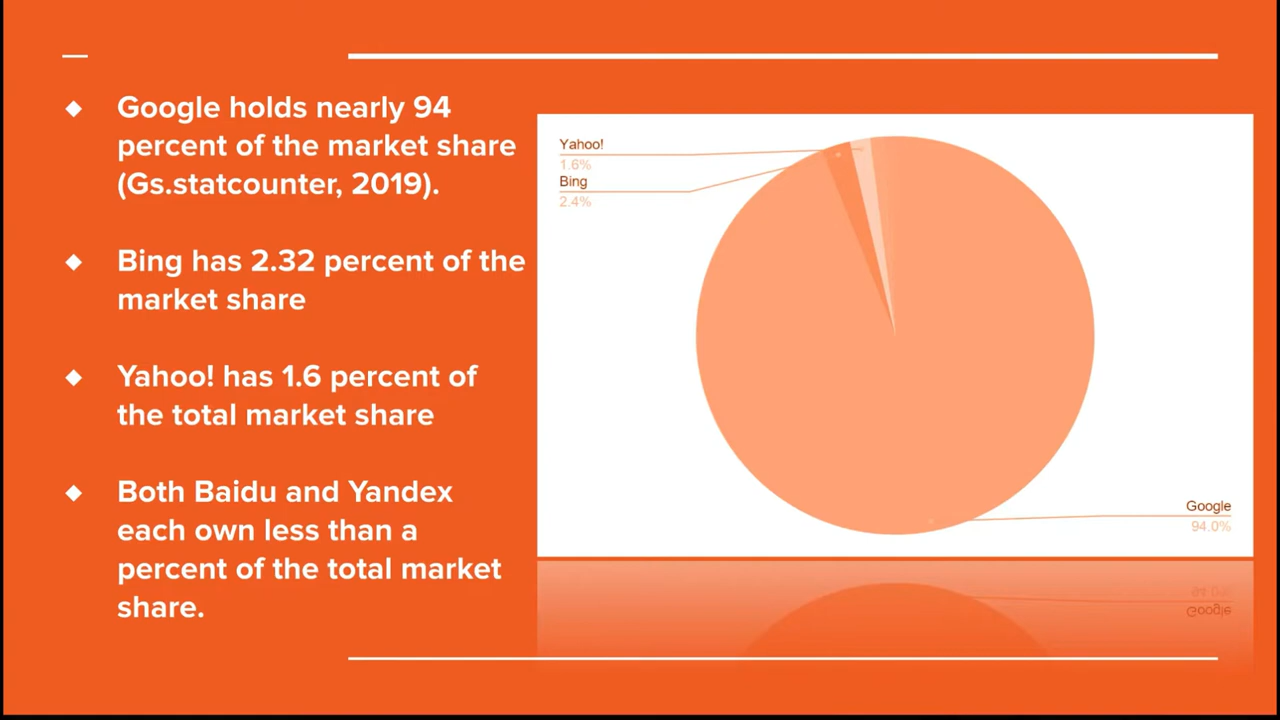 Google holds nearly 94
percent of the market share
(Gs.statcounter, 2019).
Bing has 2.32 percent of the
market share
Yahoo! has 1.6 percent of
the total market share
Both Baidu and Yandex
each own less than a
percent of the total market
share.
Yahoo!
1.6%
Bing
2.4%
Google
94.0%